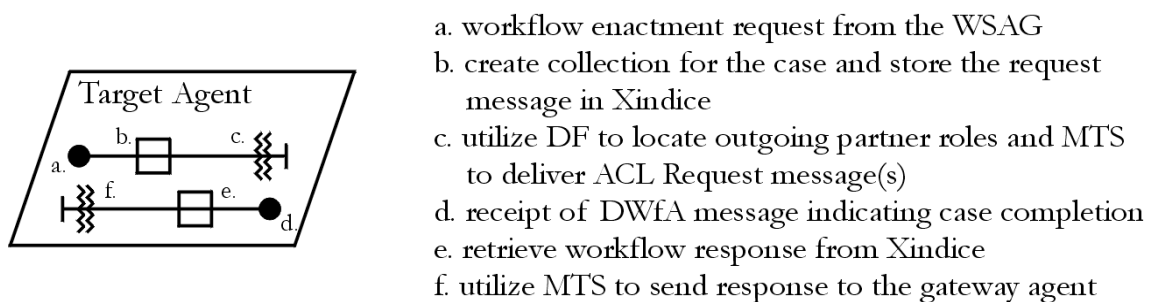 Target Agent
b.
c.
a.
f.
e.
d.
a. workflow enactment request from the WSAG
b. create collection for the case and store the request
message in Xindice
c. utilize DF to locate outgoing partner roles and MTS
to deliver ACL Request message(s)
d. receipt of DWfA message indicating case completion
e. retrieve workflow response from Xindice
f. utilize MTS to send response to the gateway agent